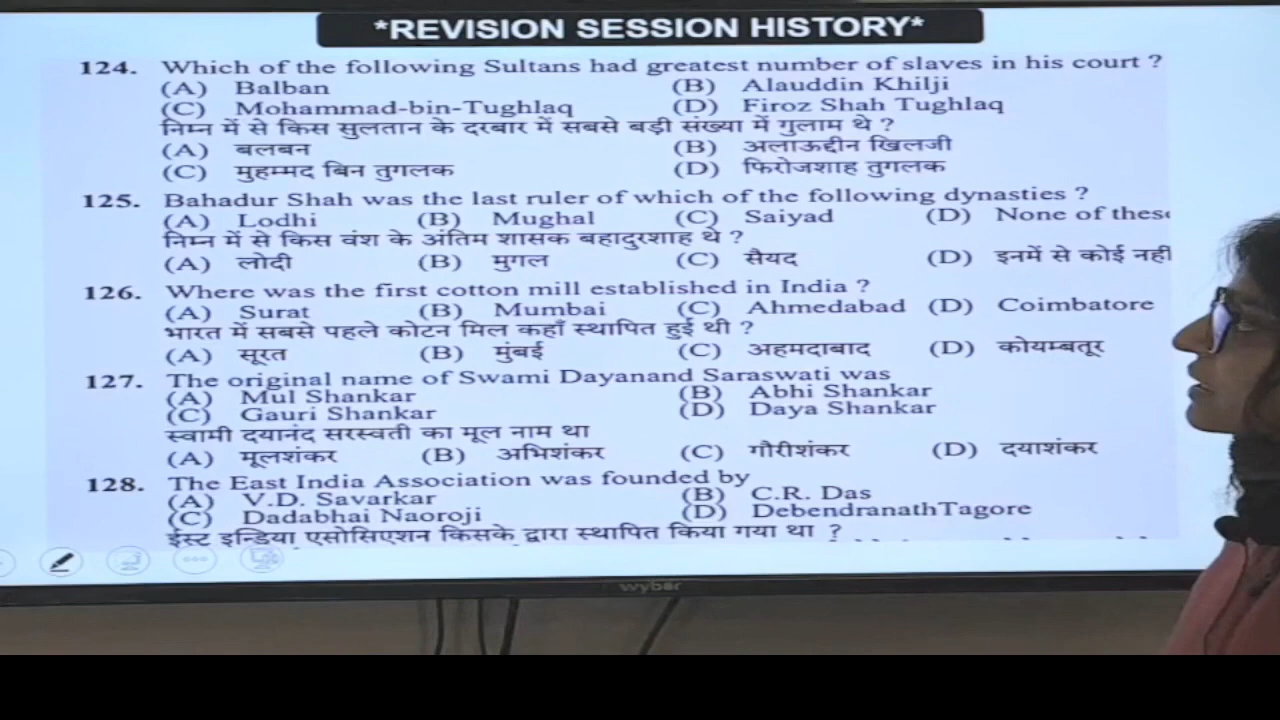 *REVISION SESSION HISTORY*
124. Which of the following Sultans had greatest number of slaves in his court ?
(A) Balban (B) Alauddin Khilji
(C) Mohammad-bin-Tughlaq (D) Firoz Shah Tughlaq
निम्न में से किस सुलतान के दरबार में सबसे बड़ी संख्या में गुलाम थे ?
(A) बलबन (B) अलाऊद्दीन खिलजी
(C) मुहम्मद बिन तुगलक (D) फिरोजशाह तुगलक
125. Bahadur Shah was the last ruler of which of the following dynasties ?
(A) Lodhi (B) Mughal (C) Saiyad (D) None of these
निम्न में से किस वंश के अंतिम शासक बहादुरशाह थे ?
(A) लोदी (B) मुगल (C) सैयद (D) इनमें से कोई नहीं
126. Where was the first cotton mill established in India ?
(A) Surat (B) Mumbai (C) Ahmedabad (D) Coimbatore
भारत में सबसे पहले कोटन मिल कहाँ स्थापित हुई थी ?
(A) सूरत (B) मुंबई (C) अहमदाबाद (D) कोयम्बतूर
127. The original name of Swami Dayanand Saraswati was
(A) Mul Shankar (B) Abhi Shankar
(C) Gauri Shankar (D) Daya Shankar
स्वामी दयानंद सरस्वती का मूल नाम था
(A) मूलशंकर (B) अभिशंकर (C) गौरीशंकर (D) दयाशंकर
128. The East India Association was founded by
(A) V.D. Savarkar (B) C.R. Das
(C) Dadabhai Naoroji (D) DebendranathTagore
ईस्ट इन्डिया एसोसिएशन किसके द्वारा स्थापित किया गया था ?
wybor